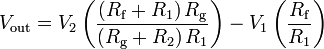 V_out = V_2 ( (R_f + R_1) R_g / (R_g + R_2) R_1 ) − V_1 ( R_f / R_1 )